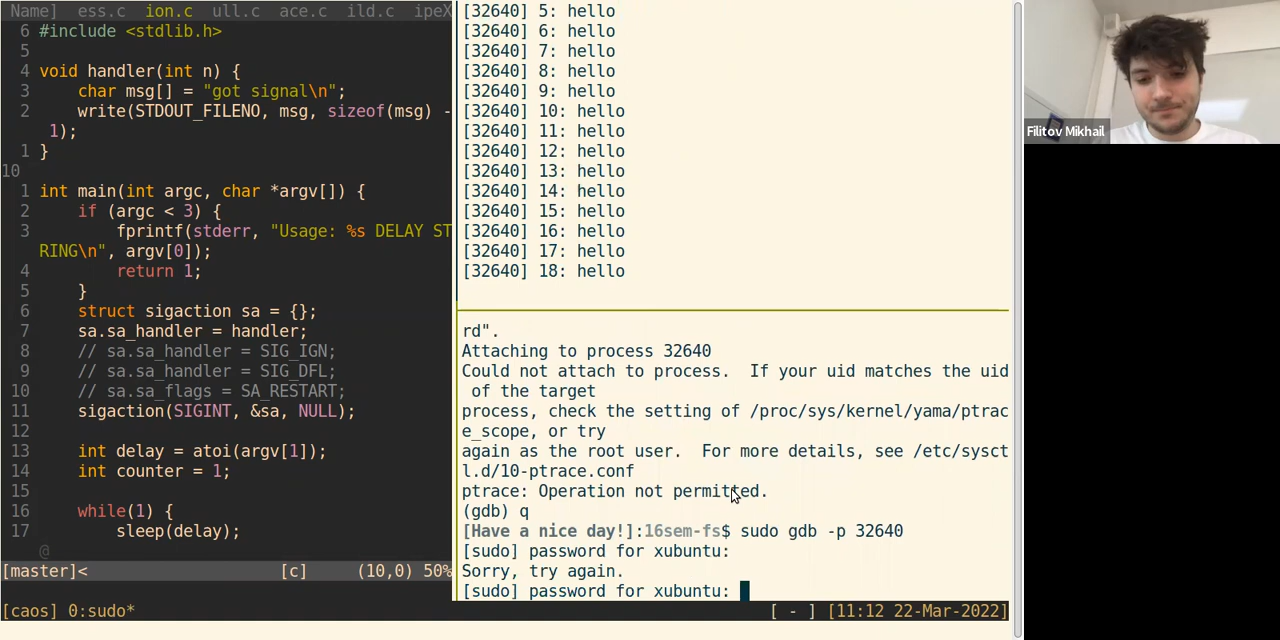 Name] ess.c ion.c ull.c ace.c ild.c ipeX
6 #include <stdlib.h>
5
4 void handler(int n) {
3 char msg[] = "got signal\n";
2 write(STDOUT_FILENO, msg, sizeof(msg) -
1);
1 }
10
1 int main(int argc, char *argv[]) {
2 if (argc < 3) {
3 fprintf(stderr, "Usage: %s DELAY ST
RING\n", argv[0]);
4 return 1;
5 }
6 struct sigaction sa = {};
7 sa.sa_handler = handler;
8 // sa.sa_handler = SIG_IGN;
9 // sa.sa_handler = SIG_DFL;
10 // sa.sa_flags = SA_RESTART;
11 sigaction(SIGINT, &sa, NULL);
12
13 int delay = atoi(argv[1]);
14 int counter = 1;
15
16 while(1) {
17 sleep(delay);
@
[master]< [c] (10,0) 50%
[32640] 5: hello
[32640] 6: hello
[32640] 7: hello
[32640] 8: hello
[32640] 9: hello
[32640] 10: hello
[32640] 11: hello
[32640] 12: hello
[32640] 13: hello
[32640] 14: hello
[32640] 15: hello
[32640] 16: hello
[32640] 17: hello
[32640] 18: hello
rd".
Attaching to process 32640
Could not attach to process. If your uid matches the uid
of the target
process, check the setting of /proc/sys/kernel/yama/ptrac
e_scope, or try
again as the root user. For more details, see /etc/sysct
l.d/10-ptrace.conf
ptrace: Operation not permitted.
(gdb) q
[Have a nice day!]:16sem-fs$ sudo gdb -p 32640
[sudo] password for xubuntu:
Sorry, try again.
[sudo] password for xubuntu:
[caos] 0:sudo* [ - ] [11:12 22-Mar-2022]
Filitov Mikhail